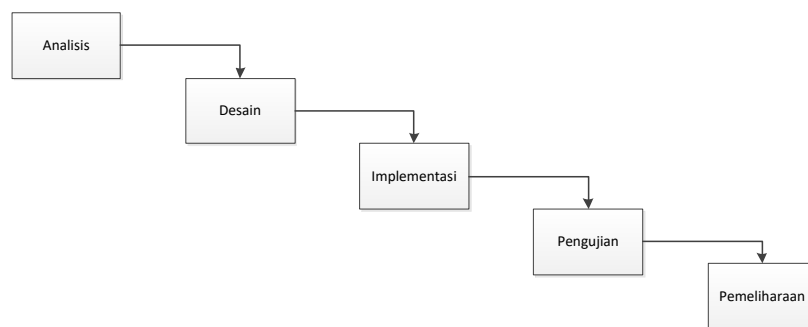 Analisis
Desain
Implementasi
Pengujian
Pemeliharaan